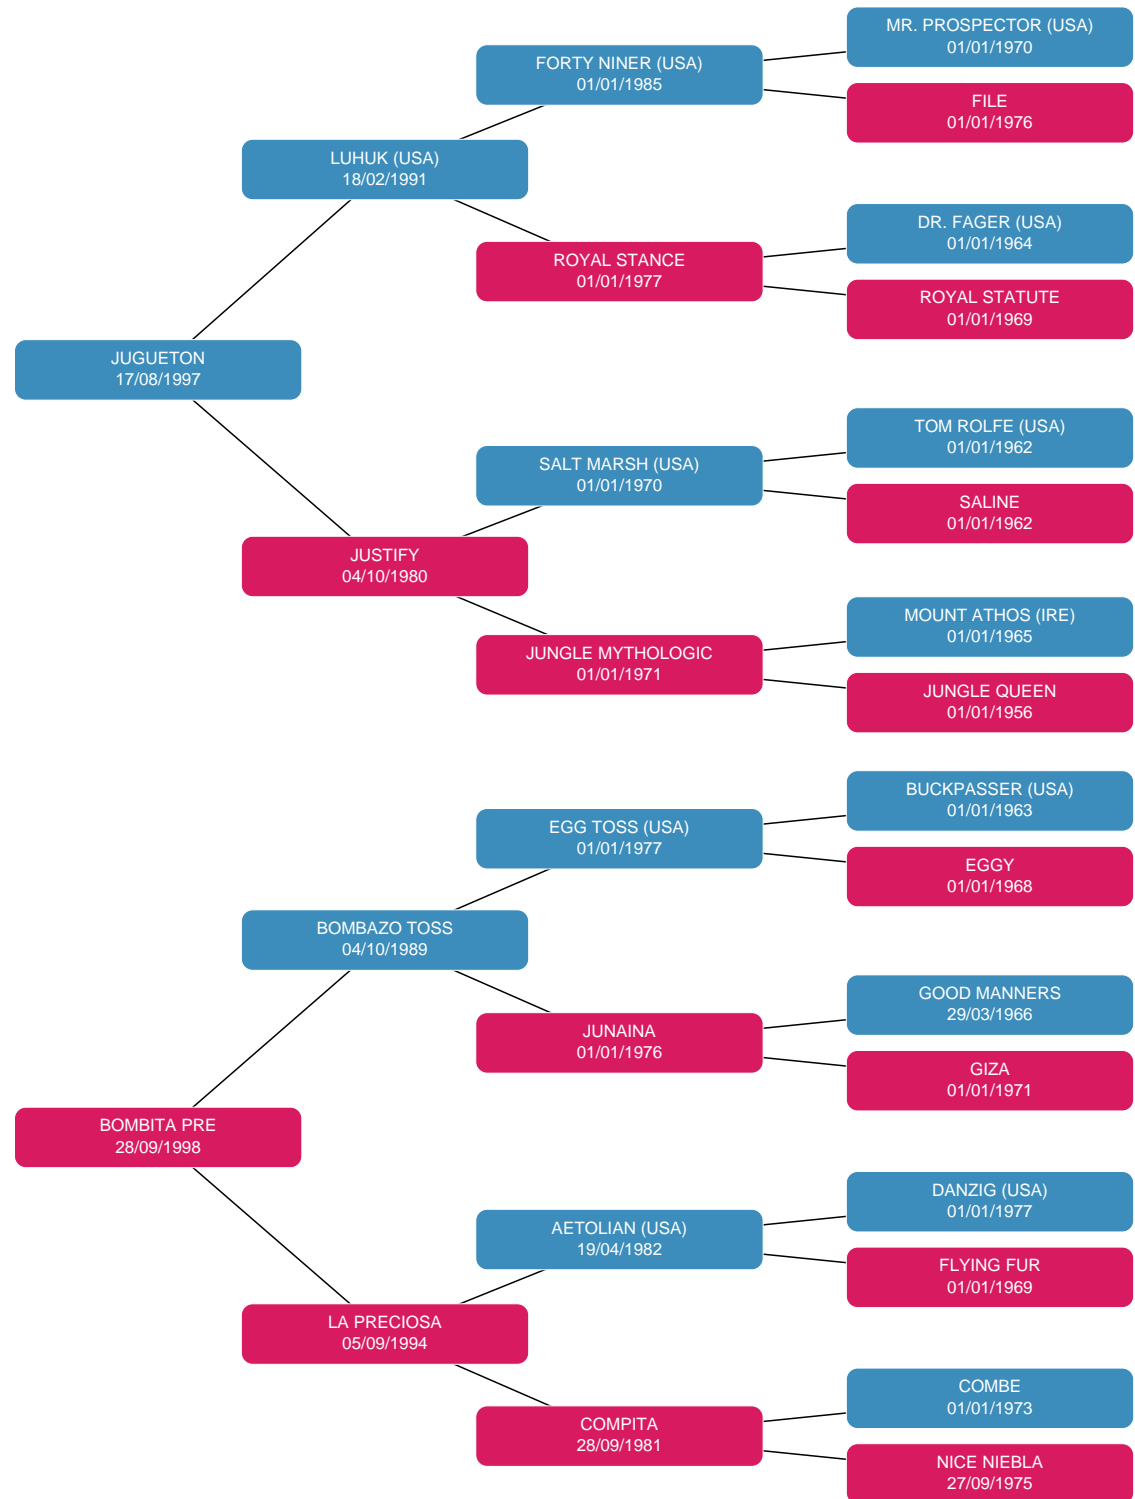 MR. PROSPECTOR (USA)
01/01/1970
FORTY NINER (USA)
01/01/1985
FILE
01/01/1976
LUHUK (USA)
18/02/1991
DR. FAGER (USA)
01/01/1964
ROYAL STANCE
01/01/1977
ROYAL STATUTE
01/01/1969
JUGUETON
17/08/1997
TOM ROLFE (USA)
01/01/1962
SALT MARSH (USA)
01/01/1970
SALINE
01/01/1962
JUSTIFY
04/10/1980
MOUNT ATHOS (IRE)
01/01/1965
JUNGLE MYTHOLOGIC
01/01/1971
JUNGLE QUEEN
01/01/1956
BUCKPASSER (USA)
01/01/1963
EGG TOSS (USA)
01/01/1977
EGGY
01/01/1968
BOMBAZO TOSS
04/10/1989
GOOD MANNERS
29/03/1966
JUNAINA
01/01/1976
GIZA
01/01/1971
BOMBITA PRE
28/09/1998
DANZIG (USA)
01/01/1977
AETOLIAN (USA)
19/04/1982
FLYING FUR
01/01/1969
LA PRECIOSA
05/09/1994
COMBE
01/01/1973
COMPITA
28/09/1981
NICE NIEBLA
27/09/1975